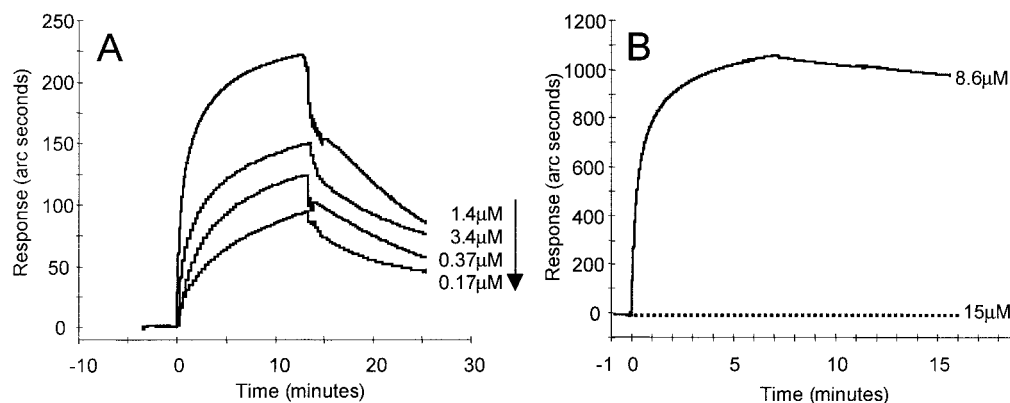 A
Response (arc seconds)
250
200
150
100
50
0
-10
0
10
20
30
Time (minutes)
1.4µM
3.4µM
0.37µM
0.17µM
B
Response (arc seconds)
1200
1000
800
600
400
200
0
-1
0
5
10
15
Time (minutes)
8.6µM
15µM